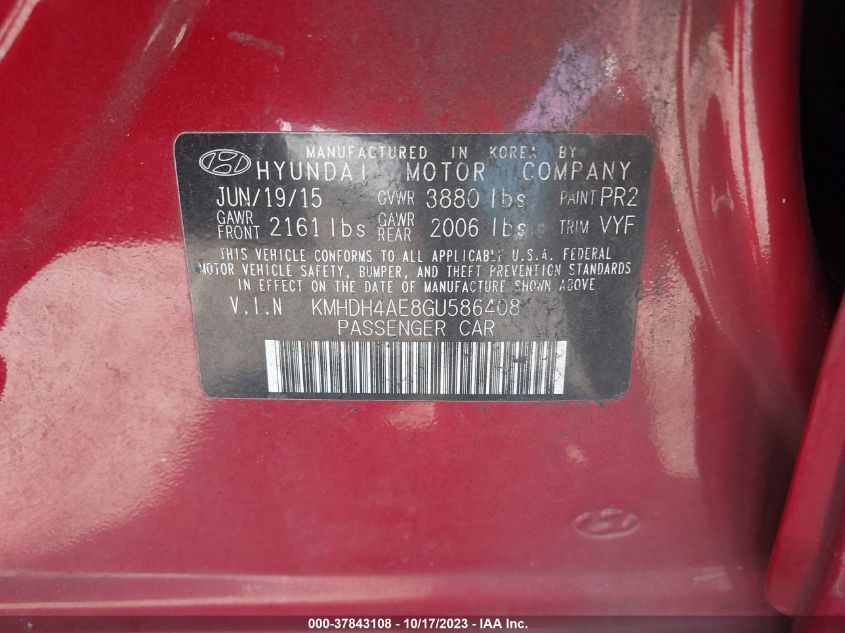 MANUFACTURED IN KOREA BY
HYUNDAI MOTOR COMPANY
JUN/19/15 GVWR 3880 lbs PAINT PR2
GAWR FRONT 2161 lbs GAWR REAR 2006 lbs TRIM VYF
THIS VEHICLE CONFORMS TO ALL APPLICABLE U.S.A. FEDERAL
MOTOR VEHICLE SAFETY, BUMPER, AND THEFT PREVENTION STANDARDS
IN EFFECT ON THE DATE OF MANUFACTURE SHOWN ABOVE
V.I.N KMHDH4AE8GU586408
PASSENGER CAR
000-37843108 - 10/17/2023 - IAA Inc.